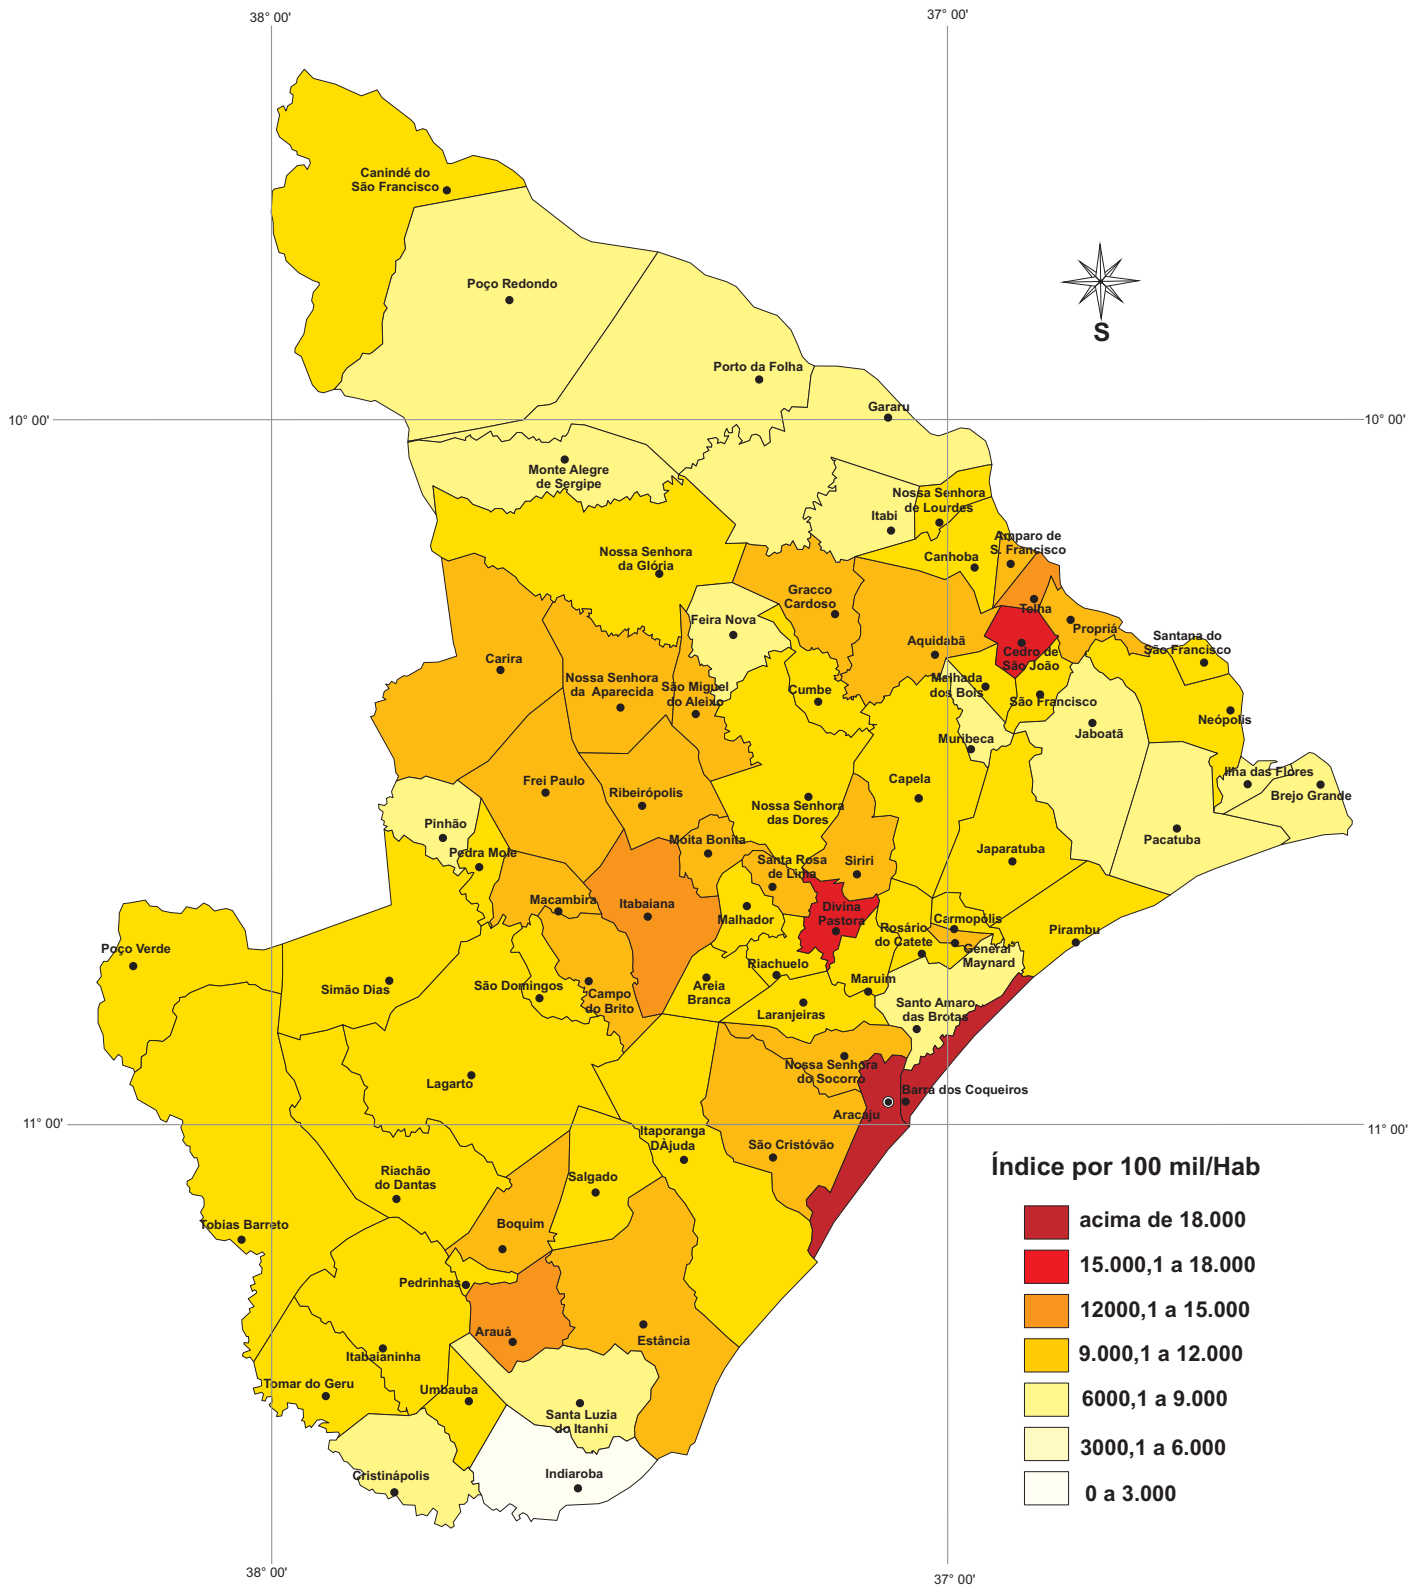 38° 00'
37° 00'
Canindé do
São Francisco
Poço Redondo
S
Porto da Folha
Gararu
10° 00'
10° 00'
Monte Alegre
de Sergipe
Nossa Senhora
de Lourdes
Itabi
Amparo de
S. Francisco
Nossa Senhora
da Glória
Canhoba
Gracco
Cardoso
Telha
Feira Nova
Propriá
Santana do
São Francisco
Aquidabã
Cedro de
São João
Carira
Nossa Senhora
da Aparecida
São Miguel
do Aleixo
Cumbe
Malhada
dos Bois
São Francisco
Neópolis
Jaboatã
Muribeca
Frei Paulo
Ribeirópolis
Capela
Ilha das Flores
Brejo Grande
Nossa Senhora
das Dores
Pinhão
Moita Bonita
Pacatuba
Pedra Mole
Santa Rosa
de Lima
Siriri
Japaratuba
Macambira
Itabaiana
Malhador
Divina
Pastora
Carmopólis
Rosário
do Catete
Pirambu
General
Maynard
Poço Verde
Simão Dias
São Domingos
Campo
do Brito
Areia
Branca
Riachuelo
Maruim
Laranjeiras
Santo Amaro
das Brotas
Lagarto
Nossa Senhora
do Socorro
Barra dos Coqueiros
Aracaju
11° 00'
11° 00'
Itaporanga
DÀjuda
São Cristóvão
Riachão
do Dantas
Salgado
Tobias Barreto
Boquim
Pedrinhas
Arauá
Estância
Itabaianinha
Tomar do Geru
Umbauba
Santa Luzia
do Itanhi
Cristinápolis
Indiaroba
Índice por 100 mil/Hab
acima de 18.000
15.000,1 a 18.000
12000,1 a 15.000
9.000,1 a 12.000
6000,1 a 9.000
3000,1 a 6.000
0 a 3.000
38° 00'
37° 00'